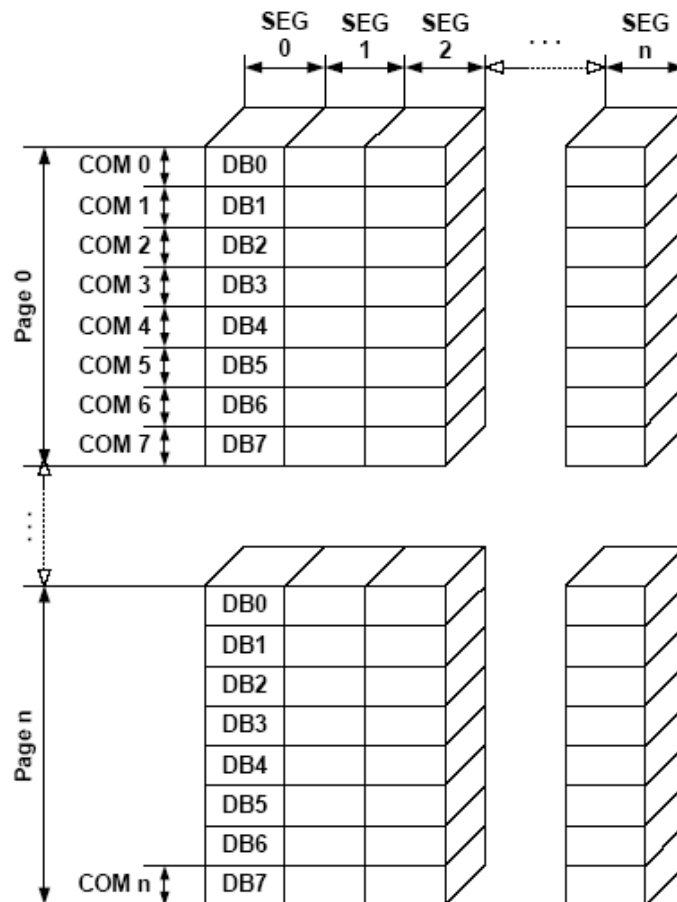 SEG 0 SEG 1 SEG 2 . . . SEG n
Page 0
COM 0 DB0
COM 1 DB1
COM 2 DB2
COM 3 DB3
COM 4 DB4
COM 5 DB5
COM 6 DB6
COM 7 DB7
. . .
Page n
DB0
DB1
DB2
DB3
DB4
DB5
DB6
COM n DB7